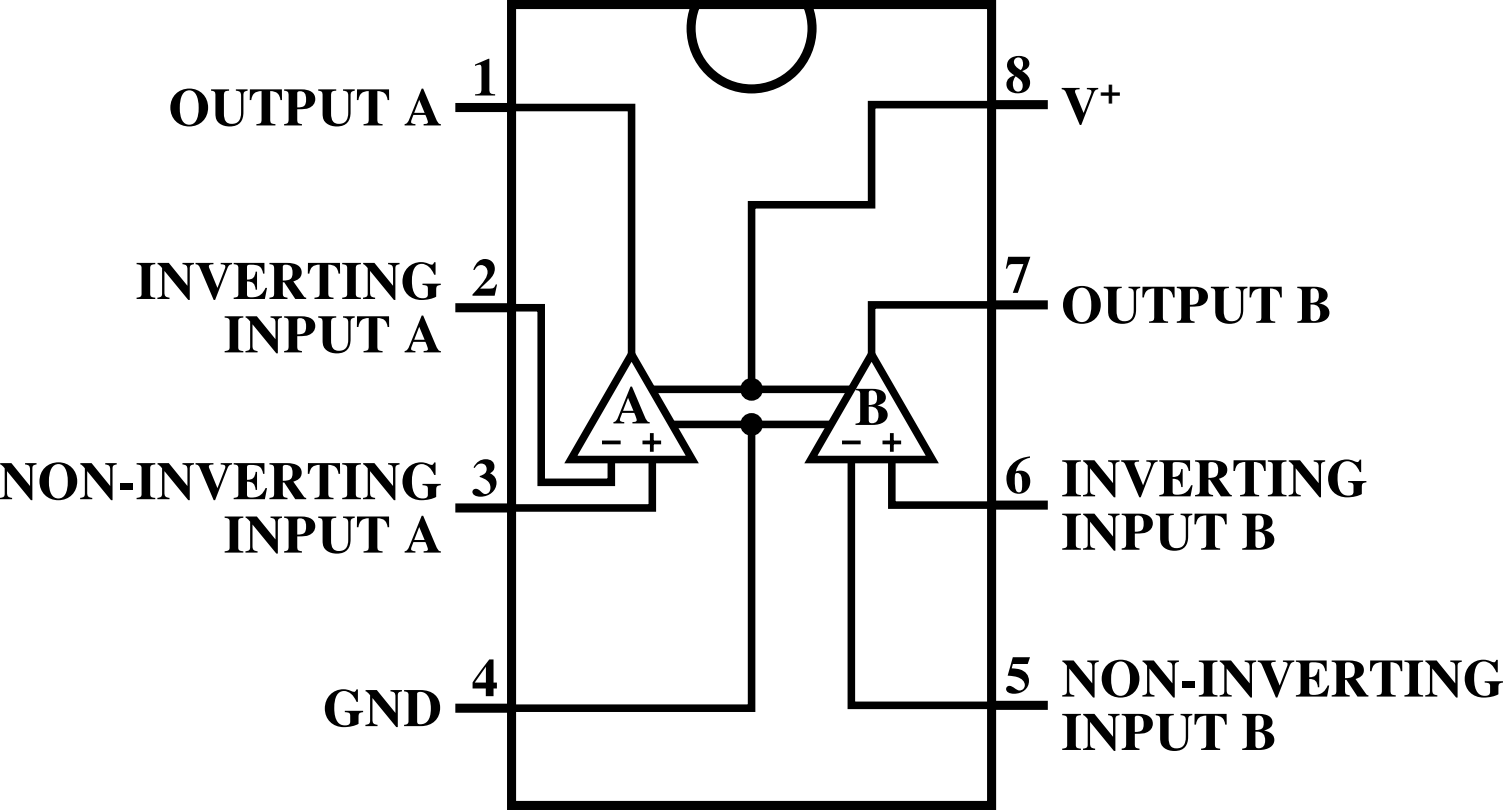 1
OUTPUT A
2
INVERTING
INPUT A
3
NON-INVERTING
INPUT A
4
GND
A
− +
B
− +
8
V⁺
7
OUTPUT B
6
INVERTING
INPUT B
5
NON-INVERTING
INPUT B